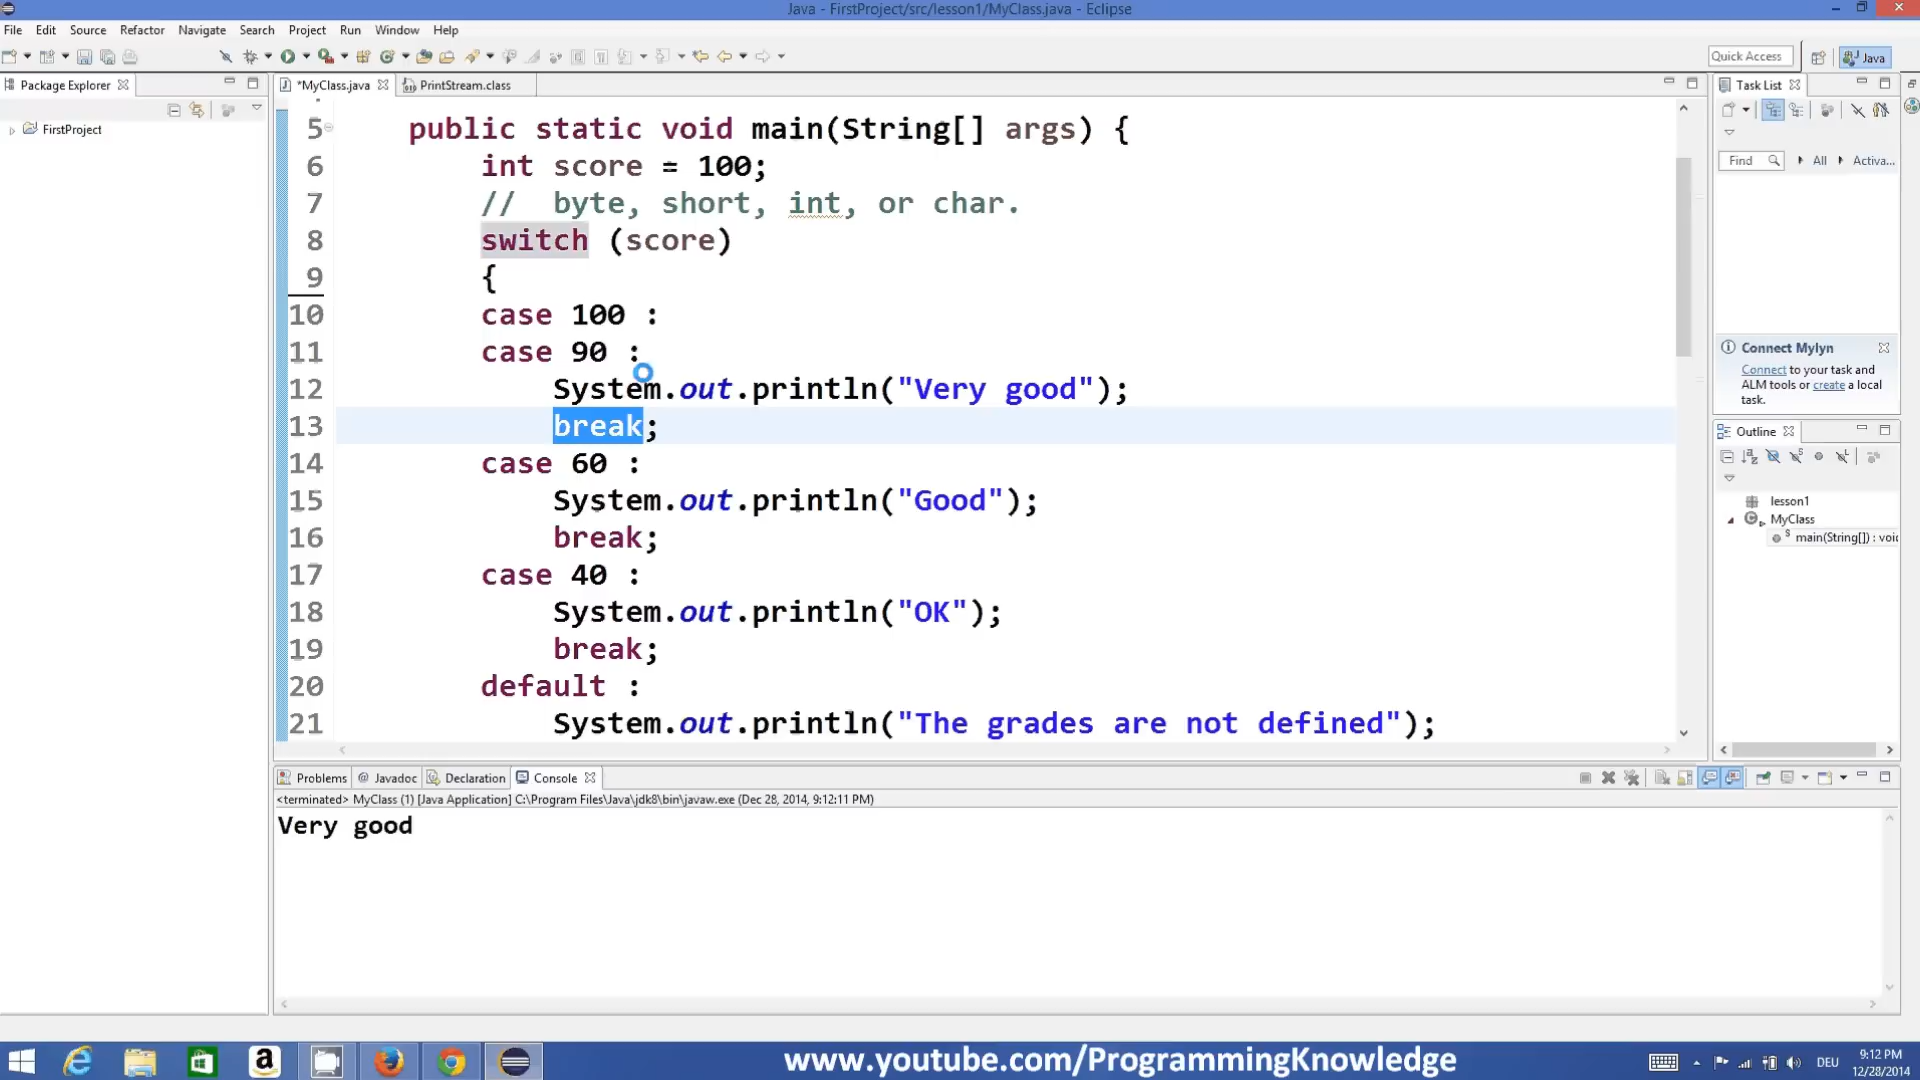 Java - FirstProject/src/lesson1/MyClass.java - Eclipse
File Edit Source Refactor Navigate Search Project Run Window Help
Quick Access
Java
Package Explorer
*MyClass.java
PrintStream.class
Task List
FirstProject
Find
All
Activa...
5 public static void main(String[] args) {
6 int score = 100;
7 // byte, short, int, or char.
8 switch (score)
9 {
10 case 100 :
11 case 90 :
12 System.out.println("Very good");
13 break;
14 case 60 :
15 System.out.println("Good");
16 break;
17 case 40 :
18 System.out.println("OK");
19 break;
20 default :
21 System.out.println("The grades are not defined");
Connect Mylyn
Connect to your task and
ALM tools or create a local
task.
Outline
lesson1
MyClass
main(String[]) : void
Problems
@ Javadoc
Declaration
Console
<terminated> MyClass (1) [Java Application] C:\Program Files\Java\jdk8\bin\javaw.exe (Dec 28, 2014, 9:12:11 PM)
Very good
www.youtube.com/ProgrammingKnowledge
DEU
9:12 PM
12/28/2014